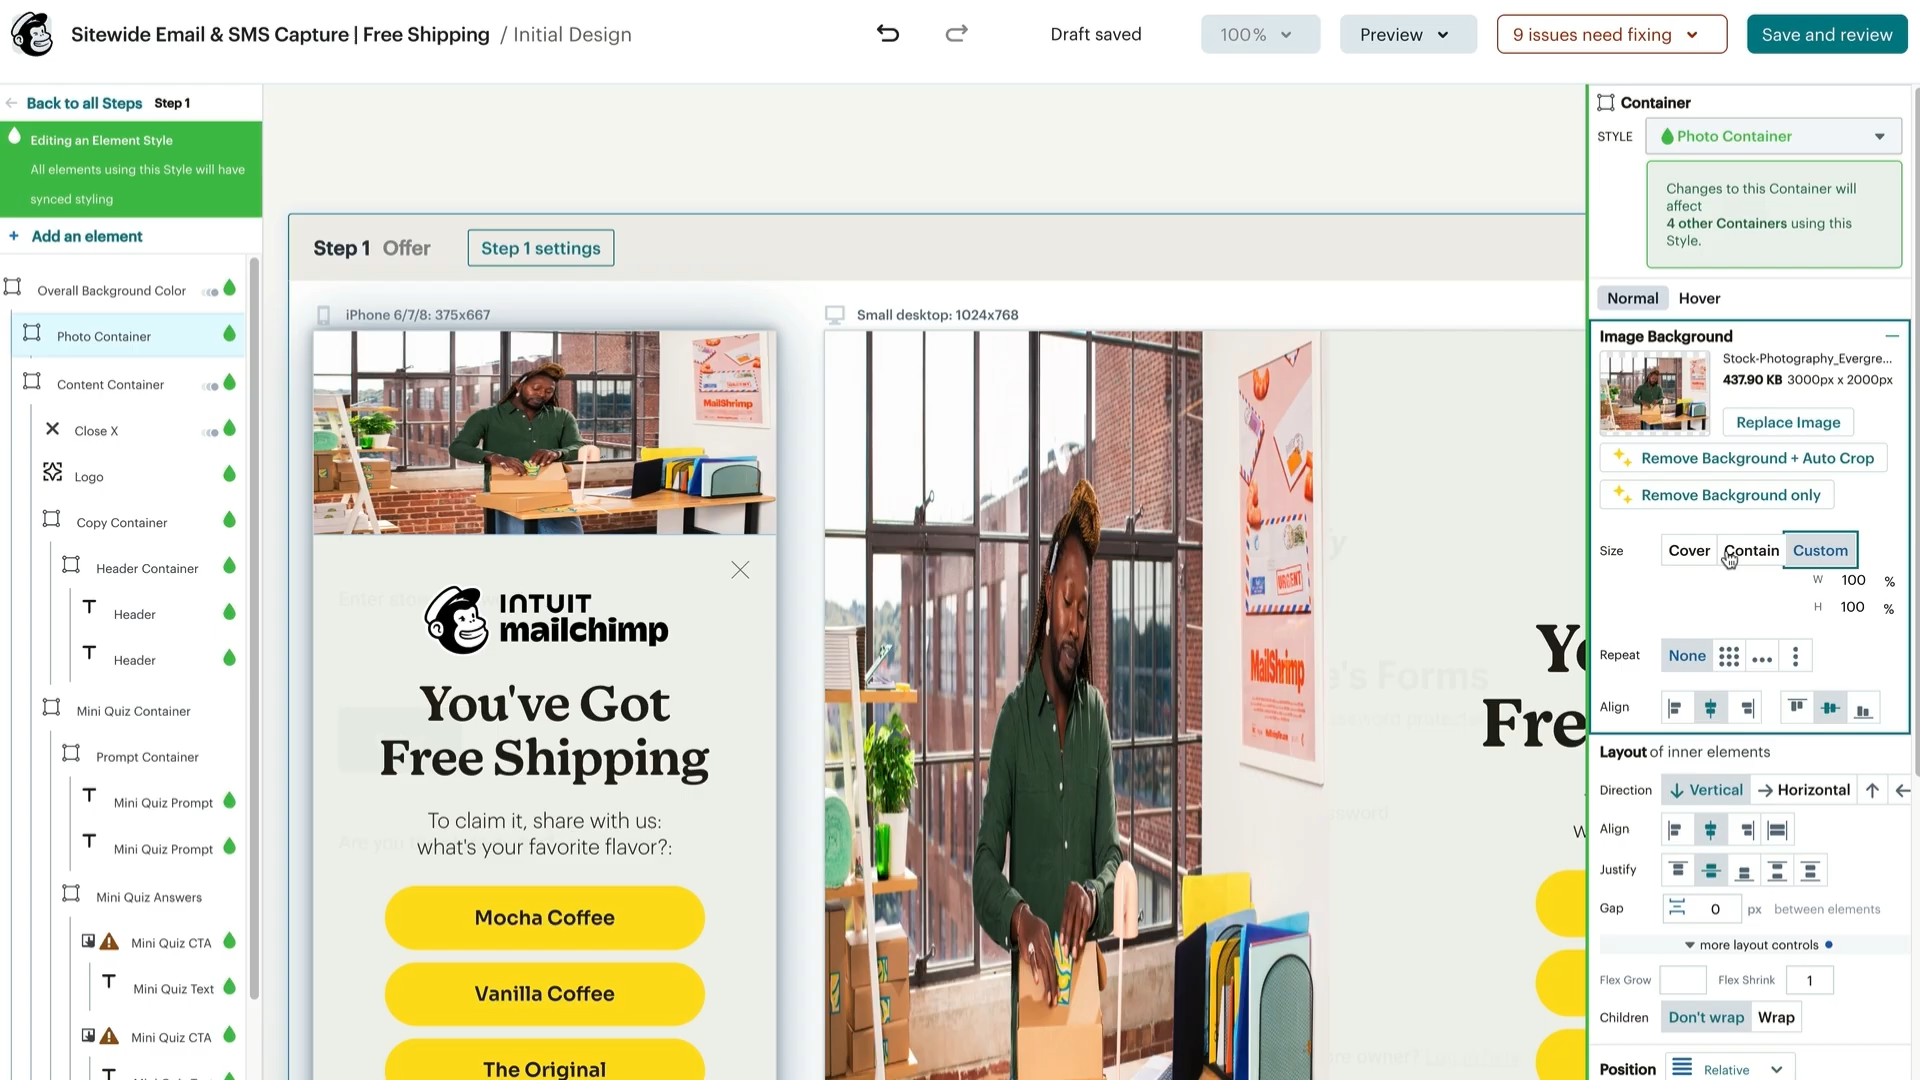 Sitewide Email & SMS Capture | Free Shipping / Initial Design
Draft saved
100%
Preview
9 issues need fixing
Save and review
Back to all Steps Step 1
Editing an Element Style
All elements using this Style will have
synced styling
+ Add an element
Overall Background Color
Photo Container
Content Container
Close X
Logo
Copy Container
Header Container
Header
Header
Mini Quiz Container
Prompt Container
Mini Quiz Prompt
Mini Quiz Prompt
Mini Quiz Answers
Mini Quiz CTA
Mini Quiz Text
Mini Quiz CTA
Step 1 Offer
Step 1 settings
iPhone 6/7/8: 375x667
MailShrimp
INTUIT
mailchimp
You've Got
Free Shipping
To claim it, share with us:
what's your favorite flavor?:
Mocha Coffee
Vanilla Coffee
The Original
Small desktop: 1024x768
URGENT
MailShrimp
's Forms
Yo
Fre
W
Container
STYLE
Photo Container
Changes to this Container will
affect
4 other Containers using this
Style.
Normal
Hover
Image Background
Stock-Photography_Evergre...
437.90 KB 3000px x 2000px
Replace Image
Remove Background + Auto Crop
Remove Background only
Size
Cover
Contain
Custom
W 100 %
H 100 %
Repeat
None
Align
Layout of inner elements
Direction
Vertical
Horizontal
Align
Justify
Gap
0
px
between elements
more layout controls
Flex Grow
Flex Shrink
1
Children
Don't wrap
Wrap
Position
Relative